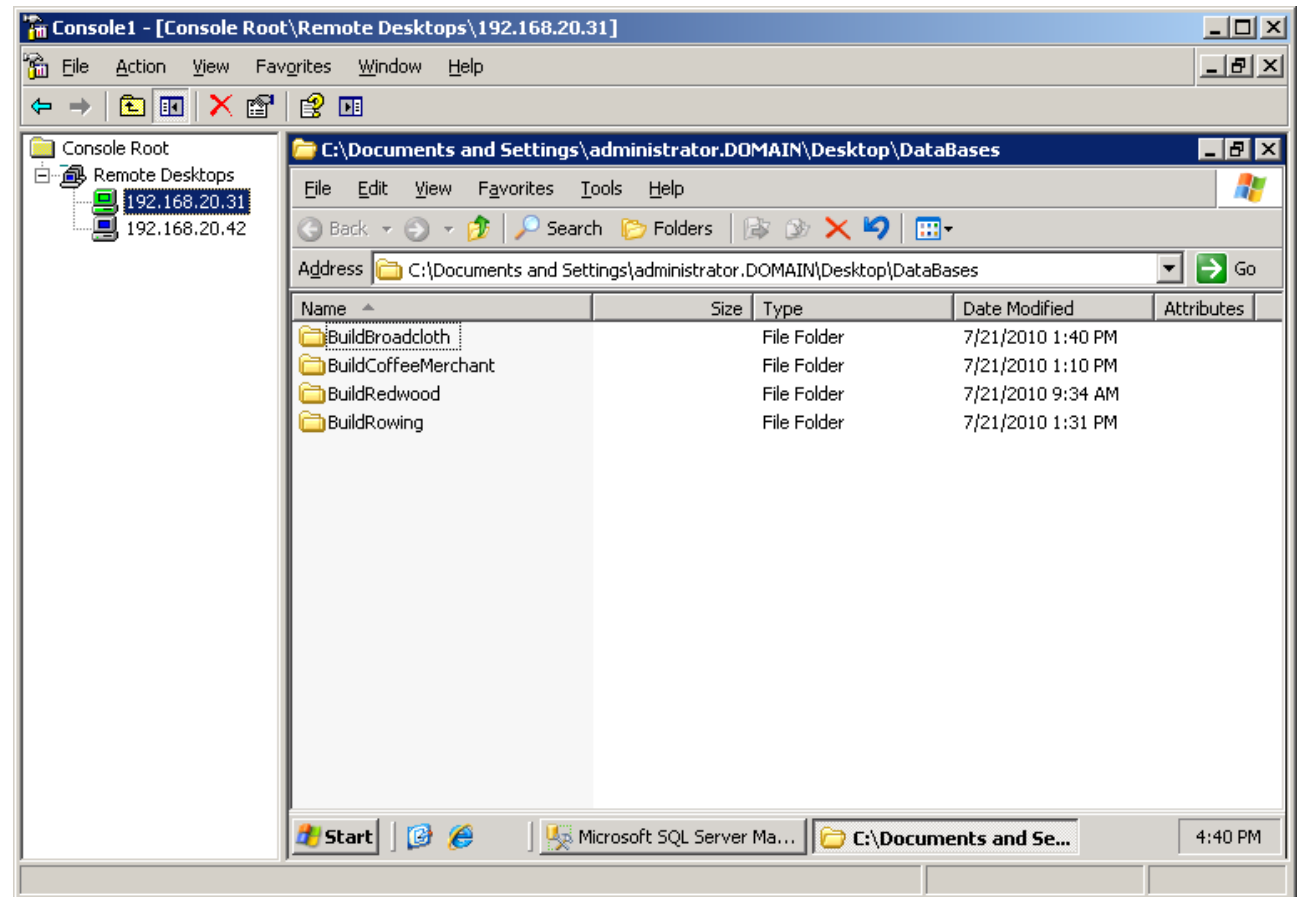 Console1 - [Console Root\Remote Desktops\192.168.20.31]
File Action View Favorites Window Help
Console Root
Remote Desktops
192.168.20.31
192.168.20.42
C:\Documents and Settings\administrator.DOMAIN\Desktop\DataBases
File Edit View Favorites Tools Help
Back Search Folders
Address C:\Documents and Settings\administrator.DOMAIN\Desktop\DataBases Go
Name Size Type Date Modified Attributes
BuildBroadcloth File Folder 7/21/2010 1:40 PM
BuildCoffeeMerchant File Folder 7/21/2010 1:10 PM
BuildRedwood File Folder 7/21/2010 9:34 AM
BuildRowing File Folder 7/21/2010 1:31 PM
Start Microsoft SQL Server Ma... C:\Documents and Se... 4:40 PM